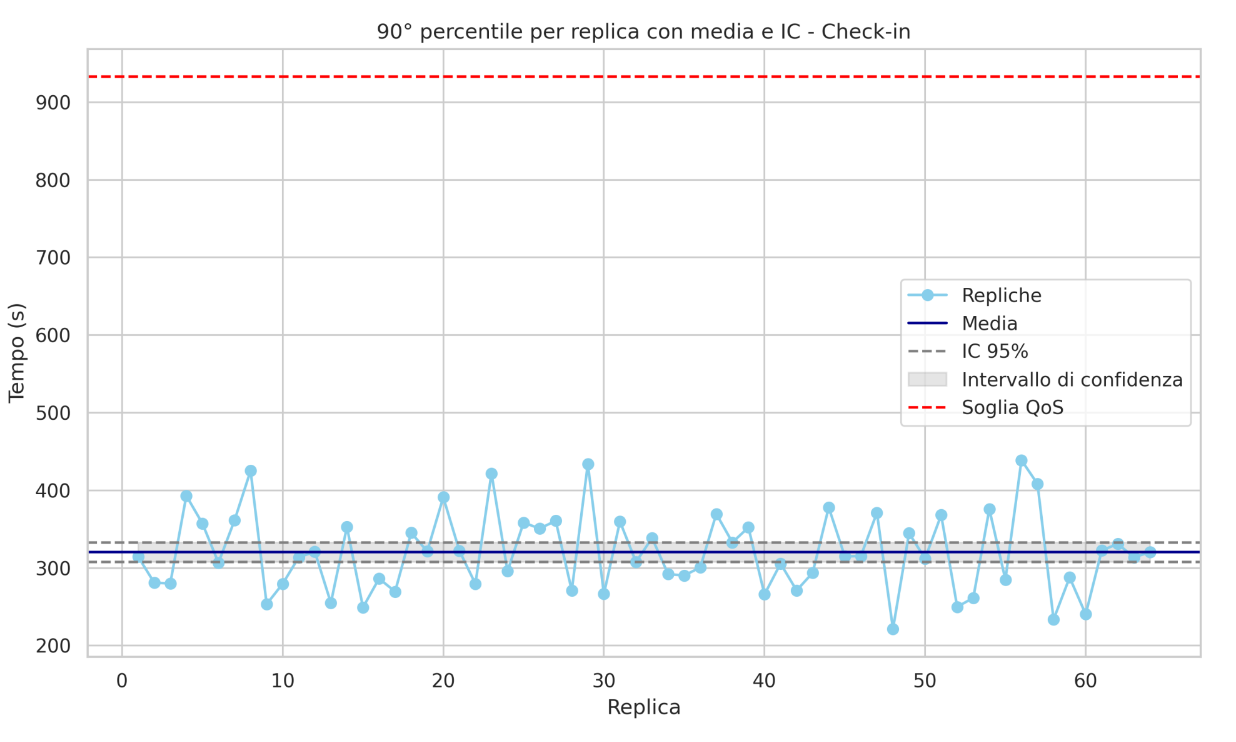 90° percentile per replica con media e IC - Check-in
Tempo (s)
900
800
700
600
500
400
300
200
Repliche
Media
IC 95%
Intervallo di confidenza
Soglia QoS
0 10 20 30 40 50 60
Replica